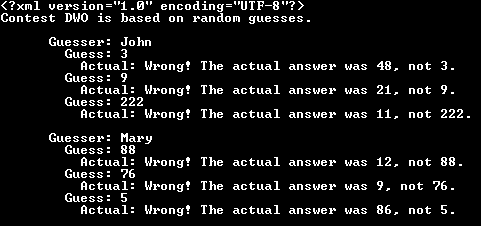 <?xml version="1.0" encoding="UTF-8"?>
Contest DWO is based on random guesses.
Guesser: John
Guess: 3
Actual: Wrong! The actual answer was 48, not 3.
Guess: 9
Actual: Wrong! The actual answer was 21, not 9.
Guess: 222
Actual: Wrong! The actual answer was 11, not 222.
Guesser: Mary
Guess: 88
Actual: Wrong! The actual answer was 12, not 88.
Guess: 76
Actual: Wrong! The actual answer was 9, not 76.
Guess: 5
Actual: Wrong! The actual answer was 86, not 5.